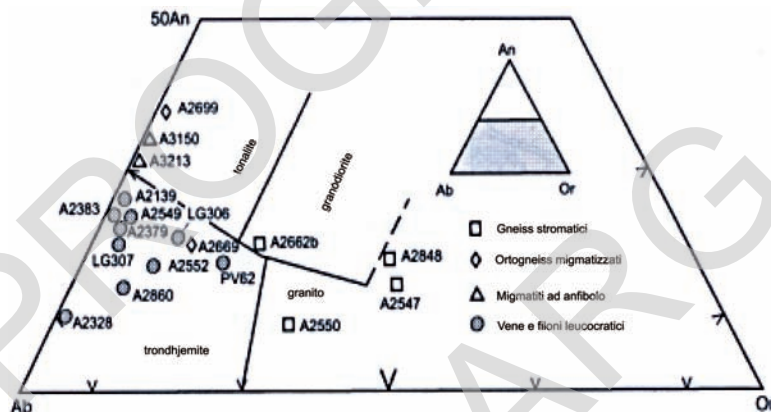 50An
An
Ab
Or
A2699
A3150
A3213
tonalite
granodiorite
A2139
A2383
A2549
LG306
A2379
A2669
A2662b
LG307
A2552
PV62
A2848
A2547
A2860
A2328
A2550
granito
trondhjemite
Gneiss stromatici
Ortogneiss migmatizzati
Migmatiti ad anfibolo
Vene e filoni leucocratici
Ab
Or